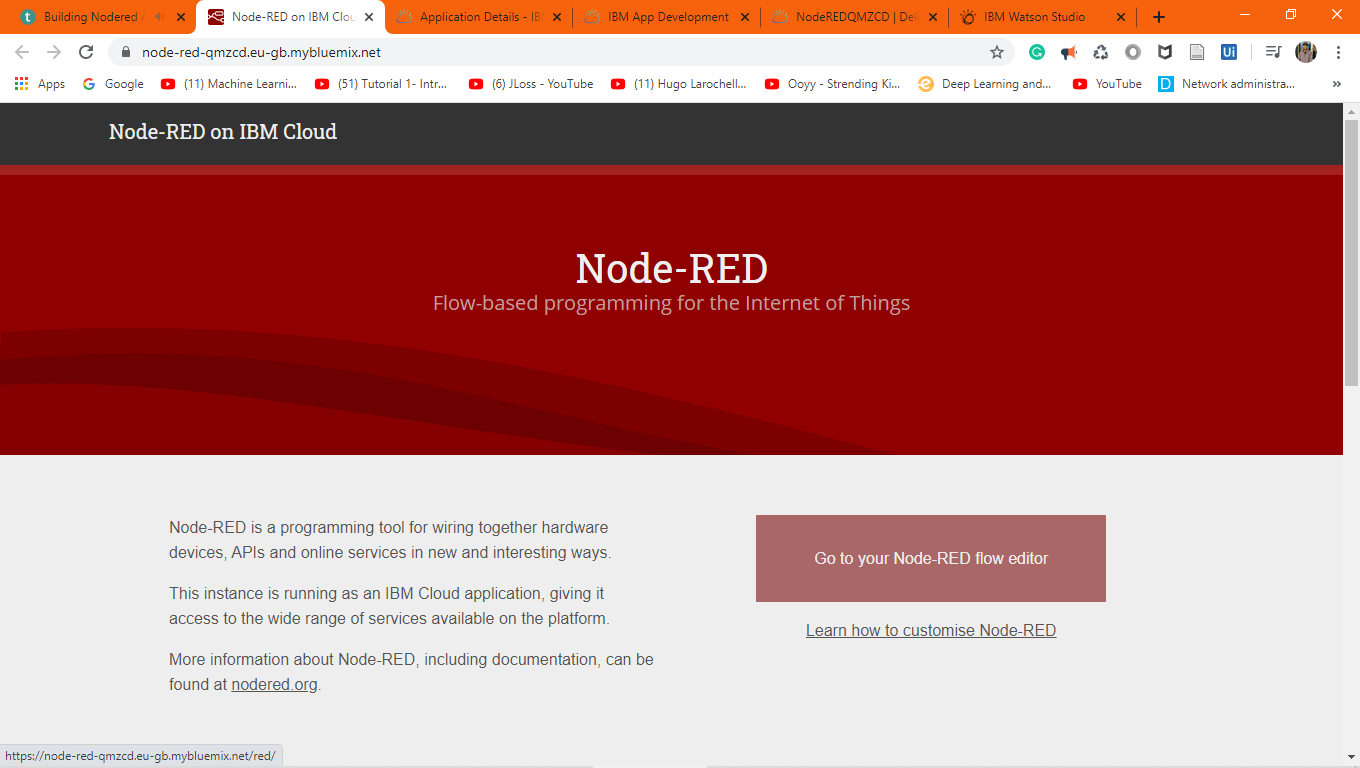 Building Nodered
Node-RED on IBM Clou
Application Details - IB
IBM App Development
NodeREDQMZCD | Deli
IBM Watson Studio
node-red-qmzcd.eu-gb.mybluemix.net
Apps
Google
(11) Machine Learni...
(51) Tutorial 1- Intr...
(6) JLoss - YouTube
(11) Hugo Larochell...
Ooyy - Strending Ki...
Deep Learning and...
YouTube
Network administra...
»
Node-RED on IBM Cloud
Node-RED
Flow-based programming for the Internet of Things
Node-RED is a programming tool for wiring together hardware
devices, APIs and online services in new and interesting ways.
This instance is running as an IBM Cloud application, giving it
access to the wide range of services available on the platform.
More information about Node-RED, including documentation, can be
found at nodered.org.
Go to your Node-RED flow editor
Learn how to customise Node-RED
https://node-red-qmzcd.eu-gb.mybluemix.net/red/